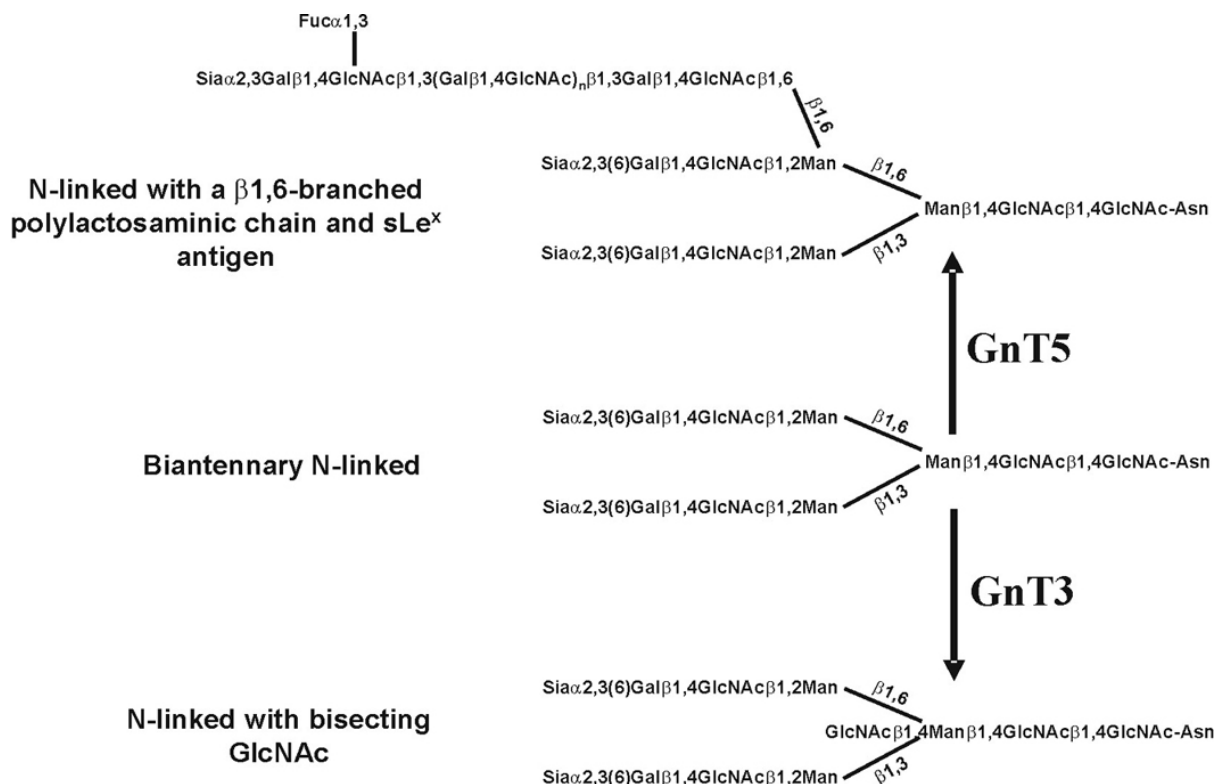 Fucα1,3
Siaα2,3Galβ1,4GlcNAcβ1,3(Galβ1,4GlcNAc)nβ1,3Galβ1,4GlcNAcβ1,6
β1,6
Siaα2,3(6)Galβ1,4GlcNAcβ1,2Man
β1,6
N-linked with a β1,6-branched
polylactosaminic chain and sLex
antigen
Manβ1,4GlcNAcβ1,4GlcNAc-Asn
Siaα2,3(6)Galβ1,4GlcNAcβ1,2Man
β1,3
GnT5
Siaα2,3(6)Galβ1,4GlcNAcβ1,2Man
β1,6
Biantennary N-linked
Manβ1,4GlcNAcβ1,4GlcNAc-Asn
Siaα2,3(6)Galβ1,4GlcNAcβ1,2Man
β1,3
GnT3
Siaα2,3(6)Galβ1,4GlcNAcβ1,2Man
β1,6
N-linked with bisecting
GlcNAc
GlcNAcβ1,4Manβ1,4GlcNAcβ1,4GlcNAc-Asn
Siaα2,3(6)Galβ1,4GlcNAcβ1,2Man
β1,3